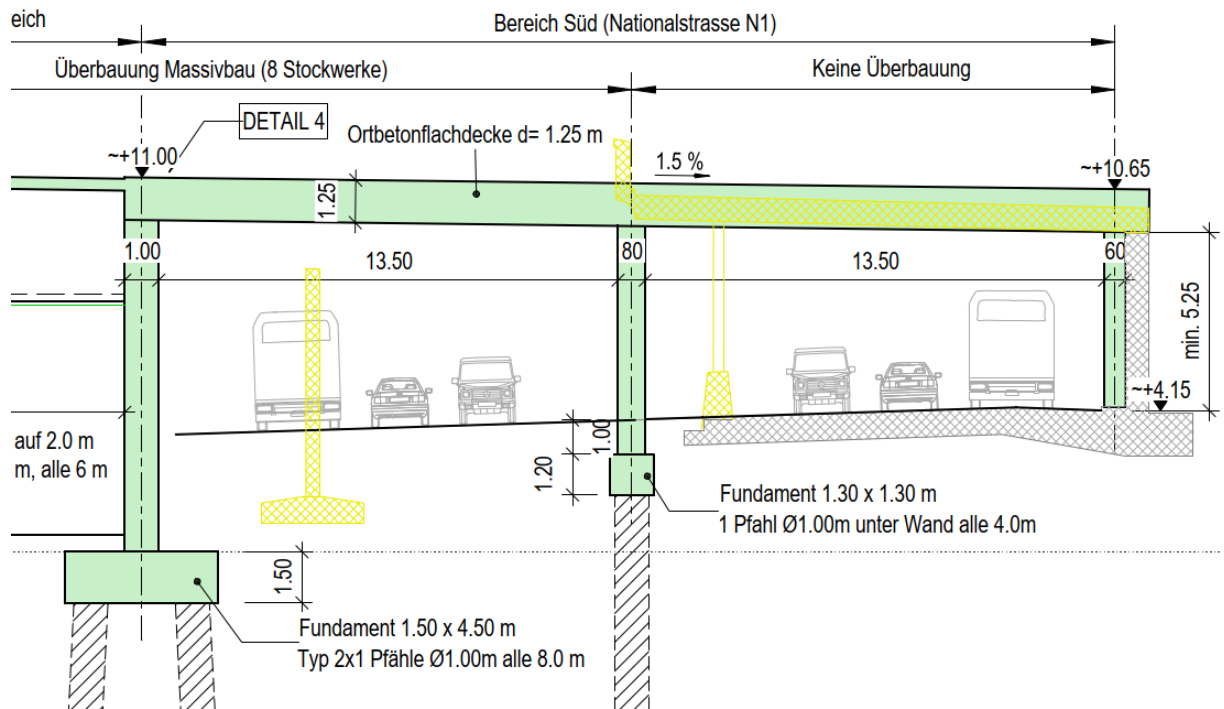 eich
Bereich Süd (Nationalstrasse N1)
Überbauung Massivbau (8 Stockwerke)
Keine Überbauung
DETAIL 4
Ortbetonflachdecke d= 1.25 m
~+11.00
1.5 %
~+10.65
1.25
1.00
13.50
80
13.50
60
min. 5.25
~+4.15
auf 2.0 m
m, alle 6 m
1.00
1.20
Fundament 1.30 x 1.30 m
1 Pfahl Ø1.00m unter Wand alle 4.0m
1.50
Fundament 1.50 x 4.50 m
Typ 2x1 Pfähle Ø1.00m alle 8.0 m